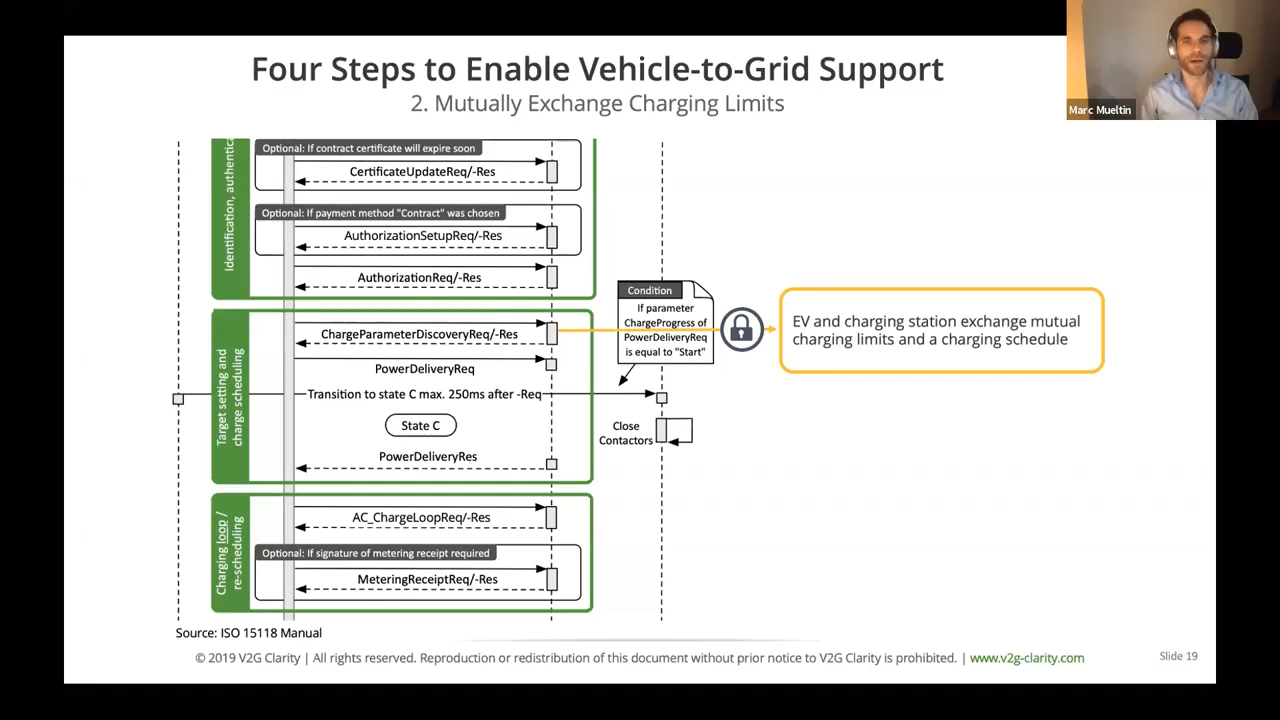 Four Steps to Enable Vehicle-to-Grid Support
2. Mutually Exchange Charging Limits
Marc Mueltin
Identification, authentica
Optional: If contract certificate will expire soon
CertificateUpdateReq/-Res
Optional: If payment method "Contract" was chosen
AuthorizationSetupReq/-Res
AuthorizationReq/-Res
Target setting and
charge scheduling
ChargeParameterDiscoveryReq/-Res
PowerDeliveryReq
Transition to state C max. 250ms after -Req
State C
PowerDeliveryRes
Condition
If parameter
ChargeProgress of
PowerDeliveryReq
is equal to "Start"
Close
Contactors
EV and charging station exchange mutual
charging limits and a charging schedule
Charging loop /
re-scheduling
AC_ChargeLoopReq/-Res
Optional: If signature of metering receipt required
MeteringReceiptReq/-Res
Source: ISO 15118 Manual
© 2019 V2G Clarity | All rights reserved. Reproduction or redistribution of this document without prior notice to V2G Clarity is prohibited. | www.v2g-clarity.com
Slide 19